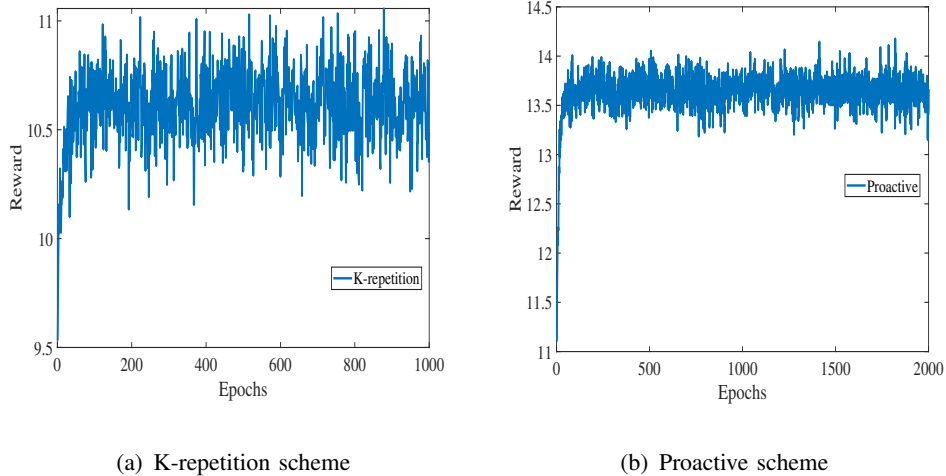 11
10.5
10
9.5
Reward
0 200 400 600 800 1000
Epochs
K-repetition
(a) K-repetition scheme
14.5
14
13.5
13
12.5
12
11.5
11
Reward
0 500 1000 1500 2000
Epochs
Proactive
(b) Proactive scheme